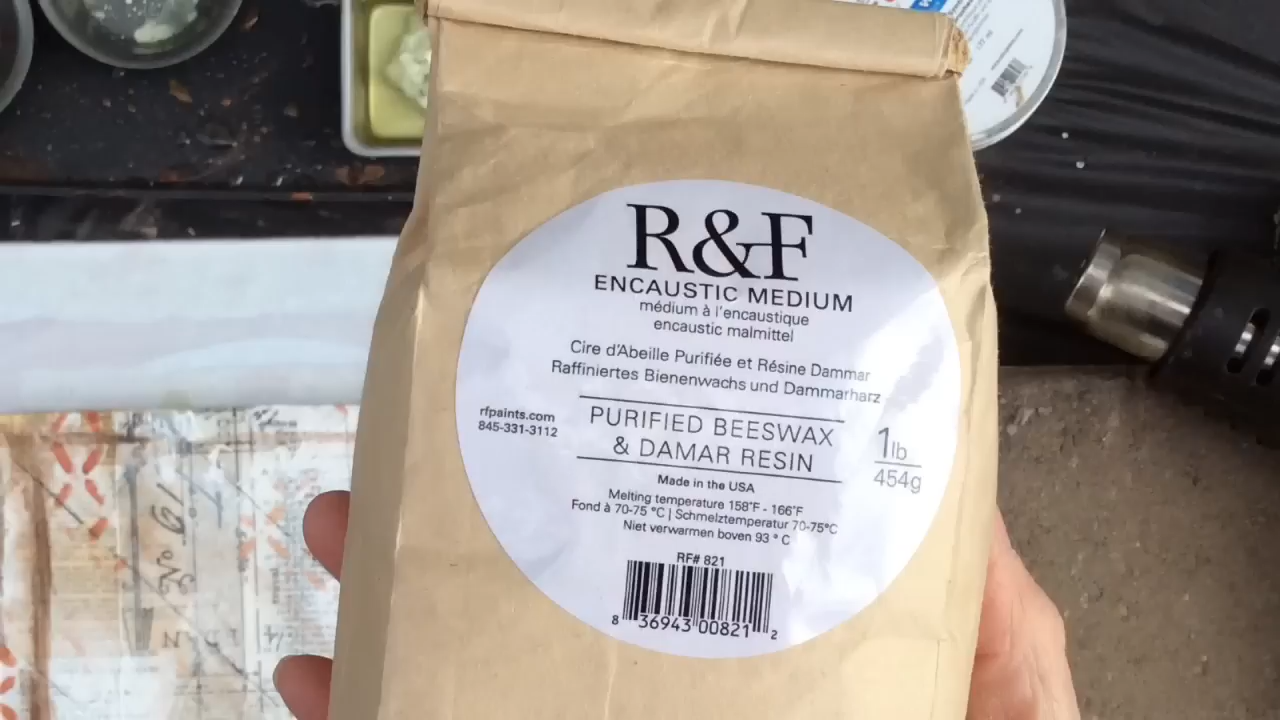 R&F
ENCAUSTIC MEDIUM
médium à l'encaustique
encaustic malmittel
Cire d'Abeille Purifiée et Résine Dammar
Raffiniertes Bienenwachs und Dammarharz
rfpaints.com
845-331-3112
PURIFIED BEESWAX
& DAMAR RESIN
1lb
454g
Made in the USA
Melting temperature 158°F - 166°F
Fond à 70-75 °C | Schmelztemperatur 70-75°C
Niet verwarmen boven 93 ° C
RF# 821
8 36943 00821 2